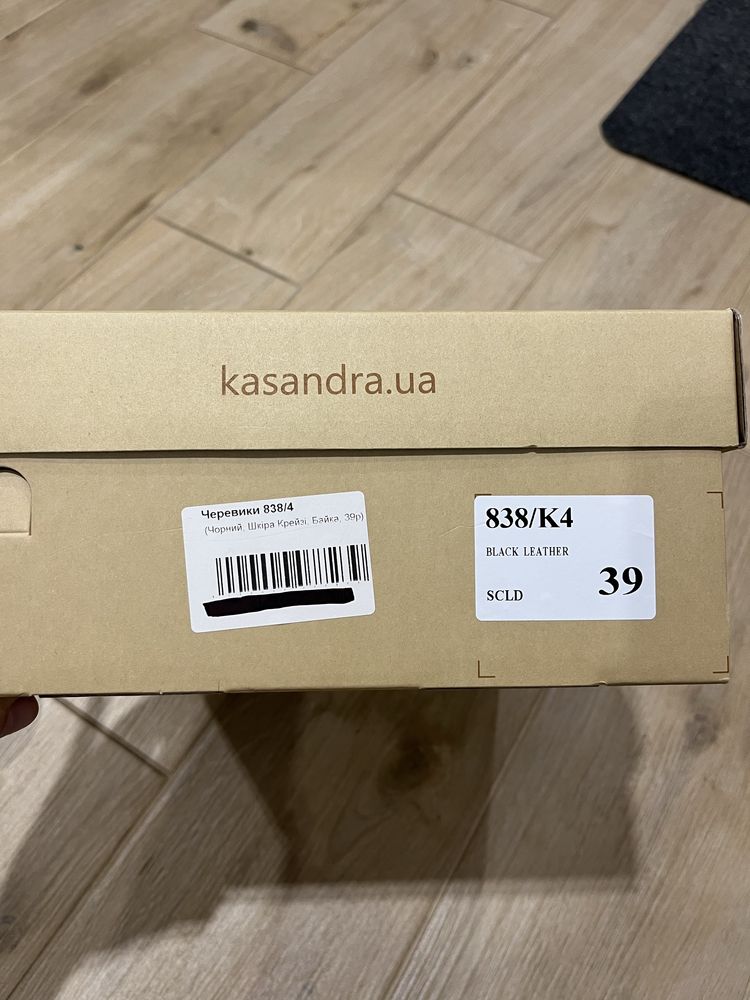 kasandra.ua
Черевики 838/4
(Чорний, Шкіра Крейзі, Байка, 39р)
838/K4
BLACK LEATHER
SCLD 39